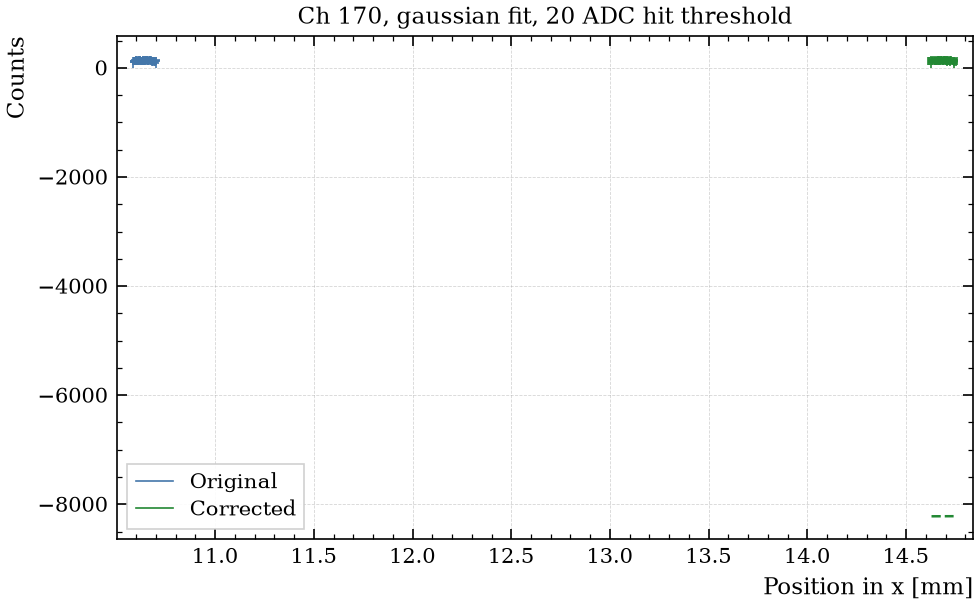 Ch 170, gaussian fit, 20 ADC hit threshold
Counts
0
−2000
−4000
−6000
−8000
Original
Corrected
11.0 11.5 12.0 12.5 13.0 13.5 14.0 14.5
Position in x [mm]